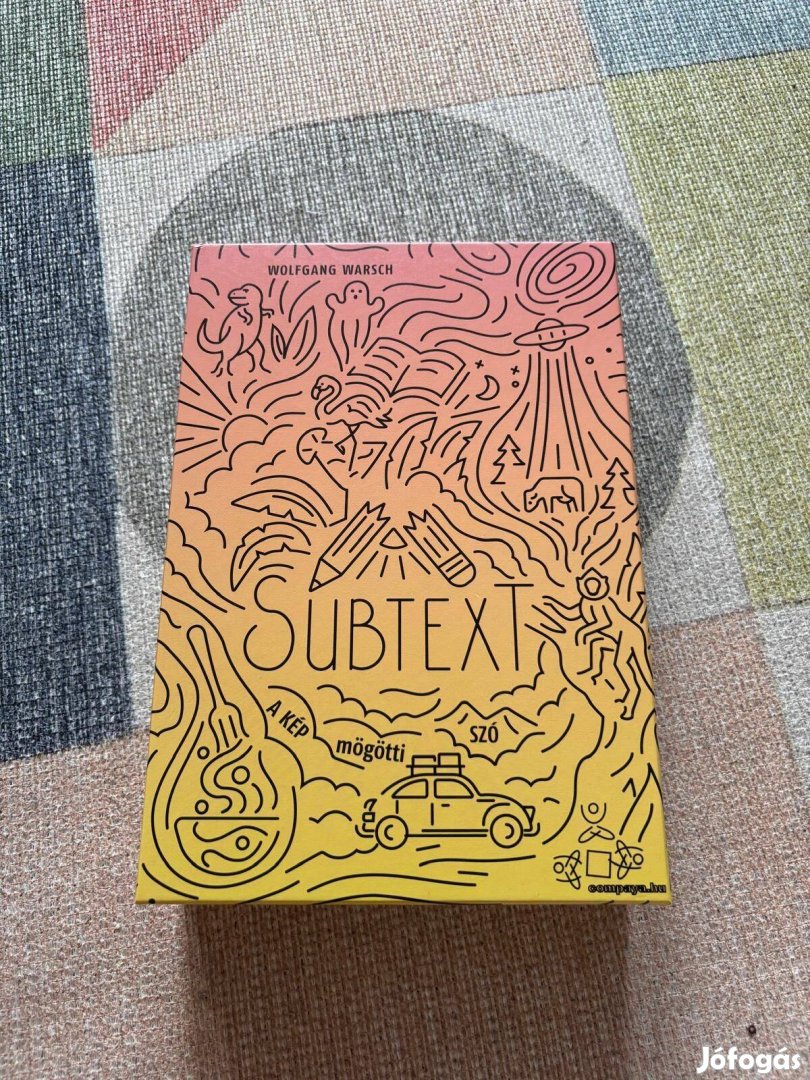 WOLFGANG WARSCH
SUBTEXT
A KÉP mögötti SZÓ
compaya.hu
Jófogás